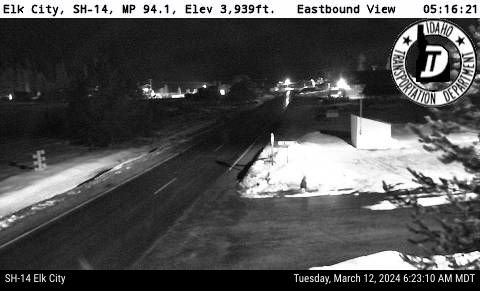 Elk City, SH-14, MP 94.1, Elev 3,939ft. Eastbound View 05:16:21
IDAHO
TRANSPORTATION DEPARTMENT
SH-14 Elk City Tuesday, March 12, 2024 6:23:10 AM MDT